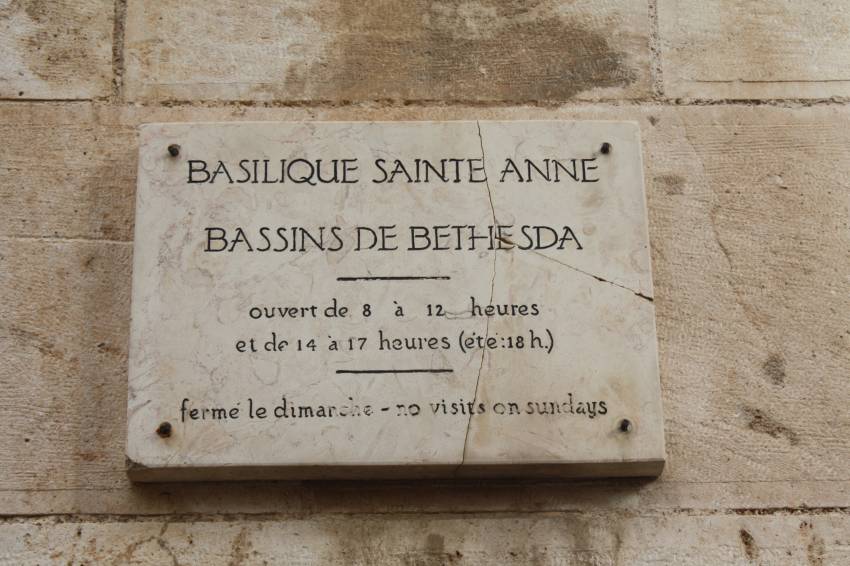 BASILIQUE SAINTE ANNE
BASSINS DE BETHESDA
ouvert de 8 à 12 heures
et de 14 à 17 heures (été:18 h.)
fermé le dimanche - no visits on sundays